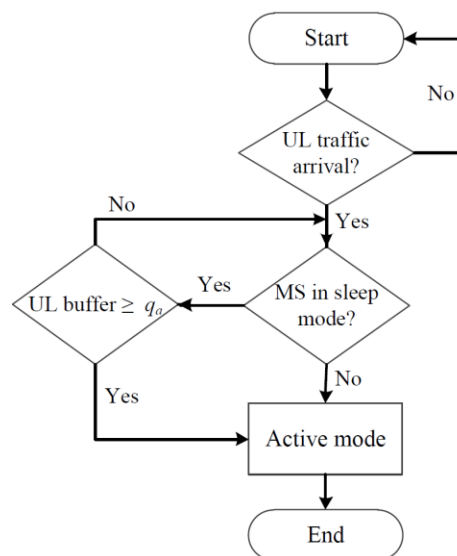 Start
No
UL traffic
arrival?
No
Yes
Yes
MS in sleep
mode?
UL buffer ≥ qₐ
No
Yes
Active mode
End